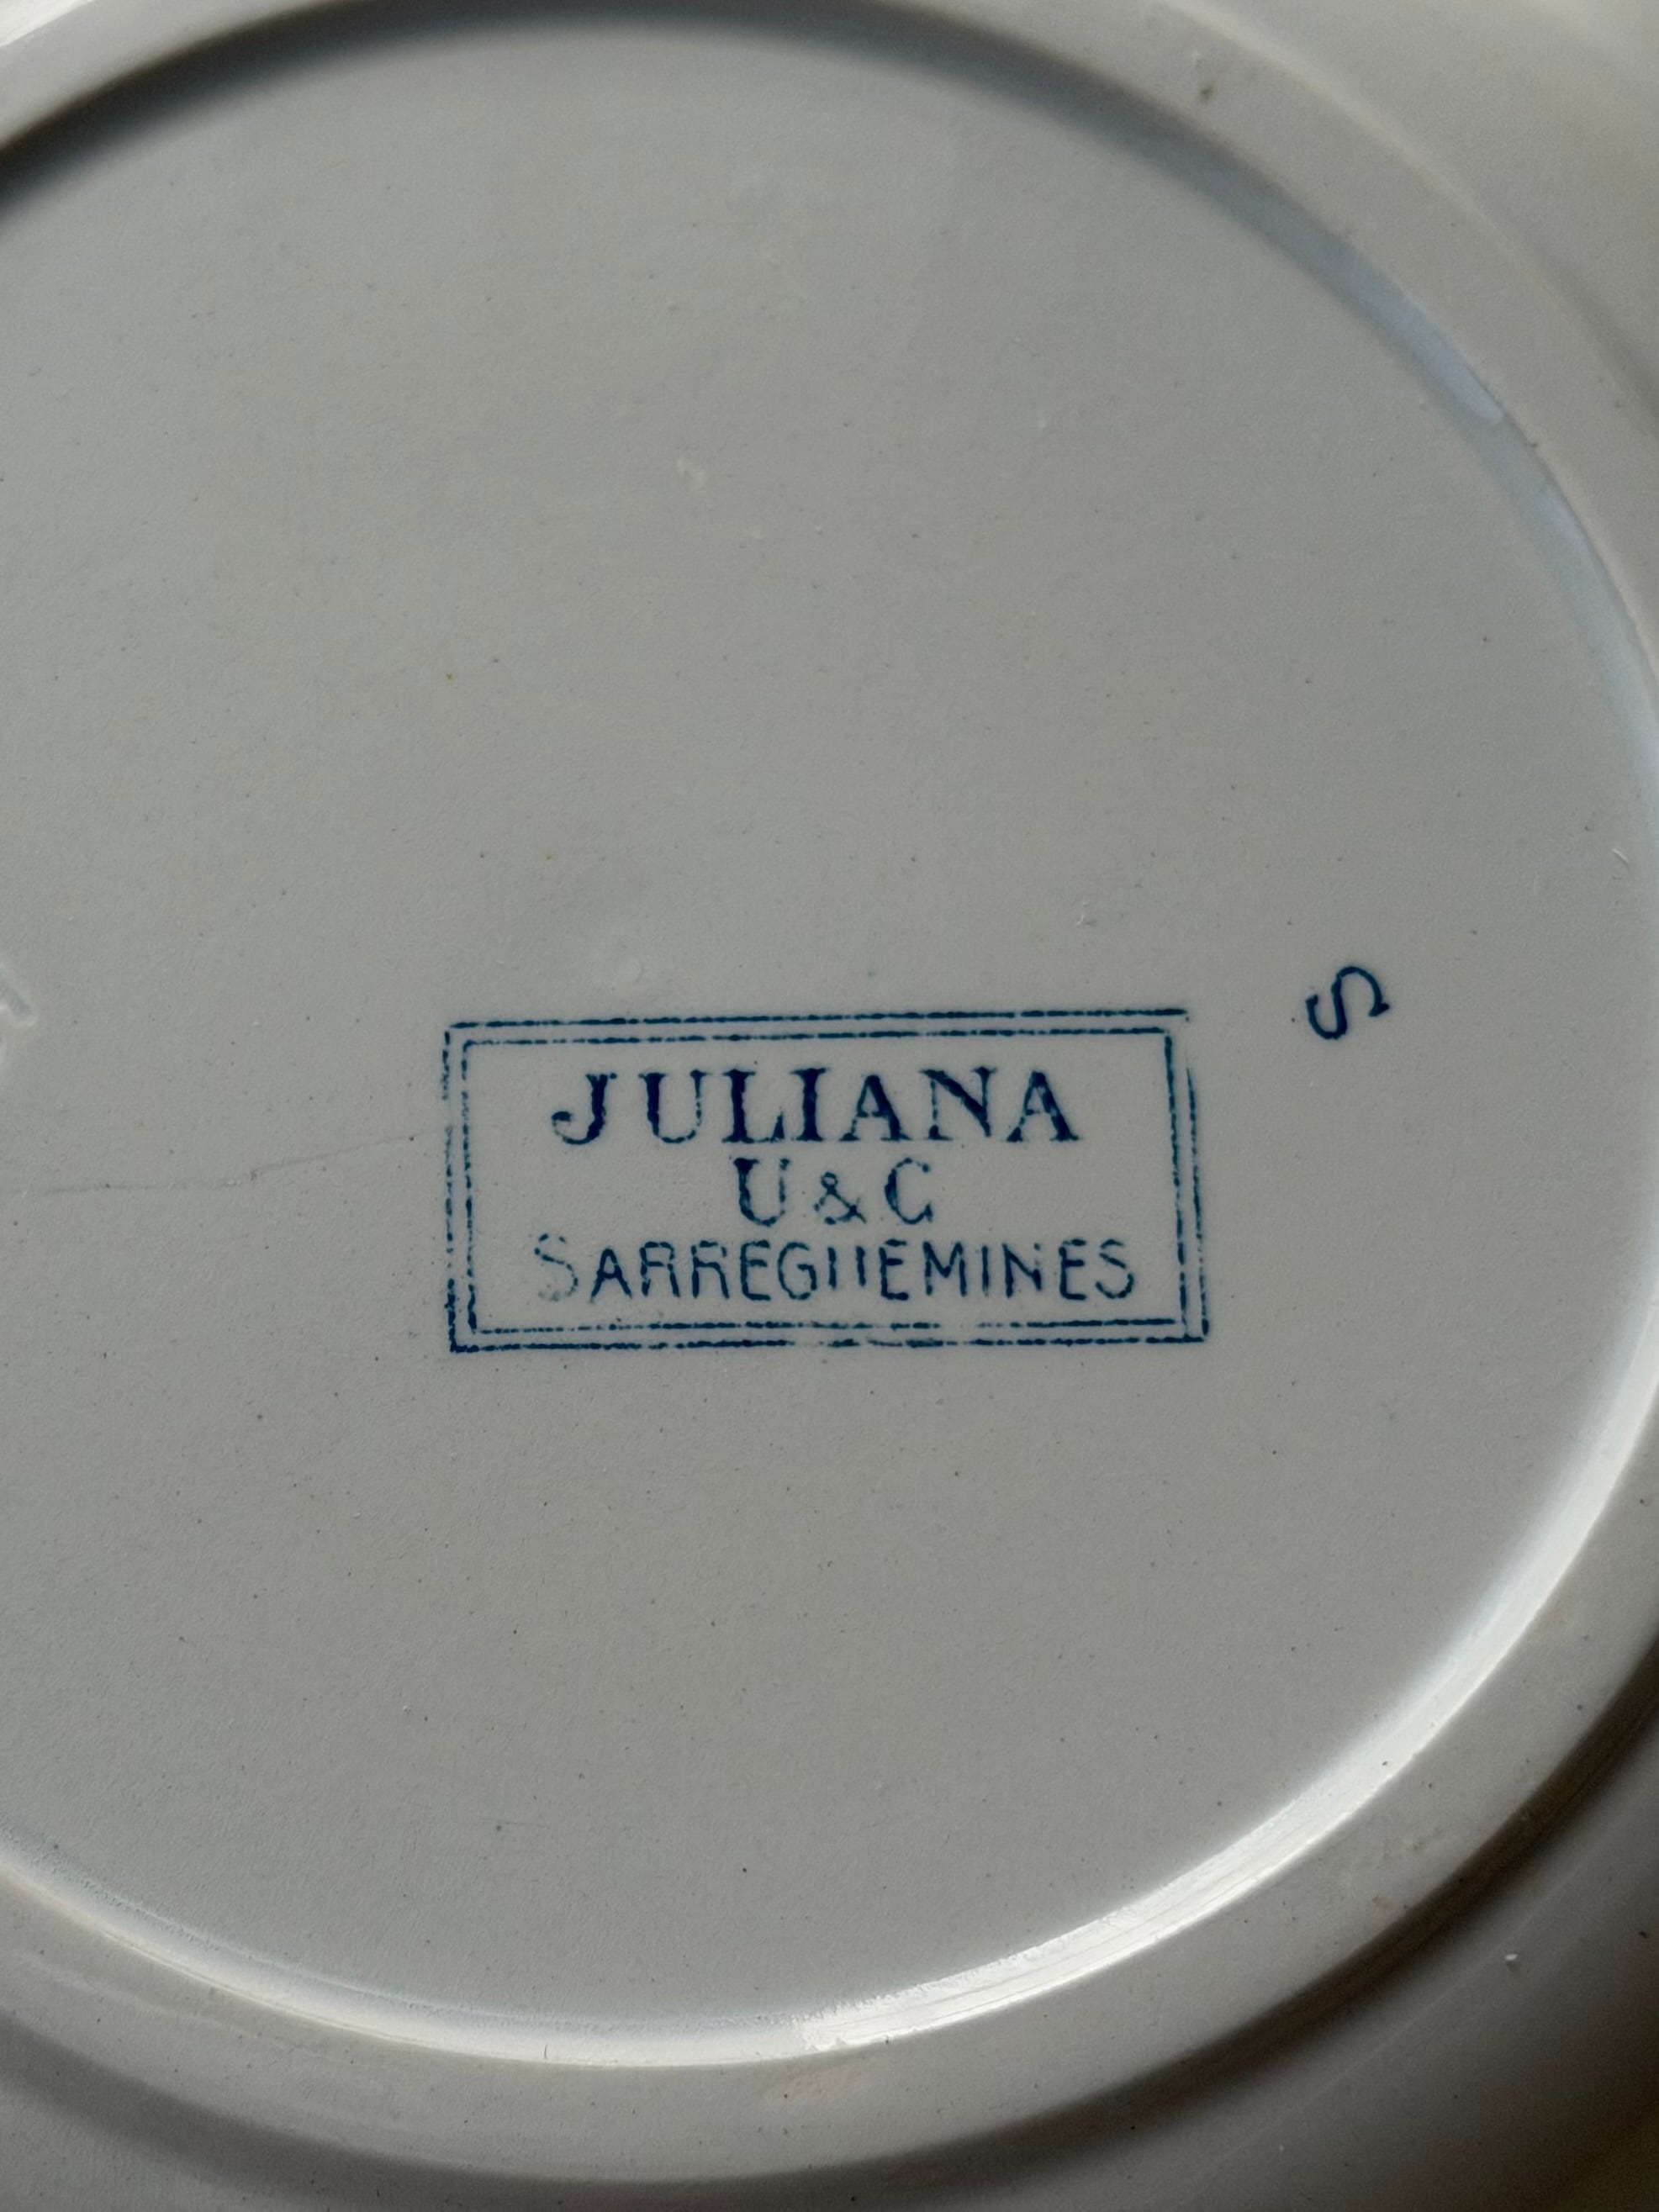 S
JULIANA
U & C
SARREGUEMINES